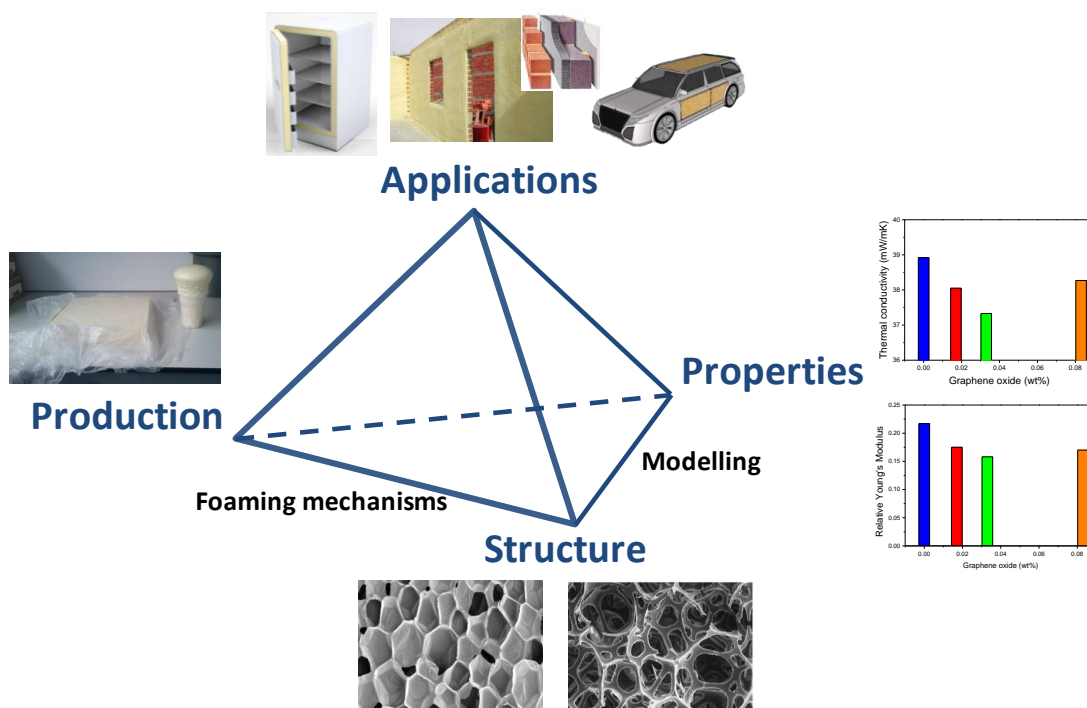 Applications
Production
Properties
Modelling
Foaming mechanisms
Structure
Thermal conductivity (mW/mK)
40
39
38
37
36
0.00 0.02 0.04 0.06 0.08
Graphene oxide (wt%)
Relative Young's Modulus
0.25
0.20
0.15
0.10
0.05
0.00
0.00 0.02 0.04 0.06 0.08
Graphene oxide (wt%)